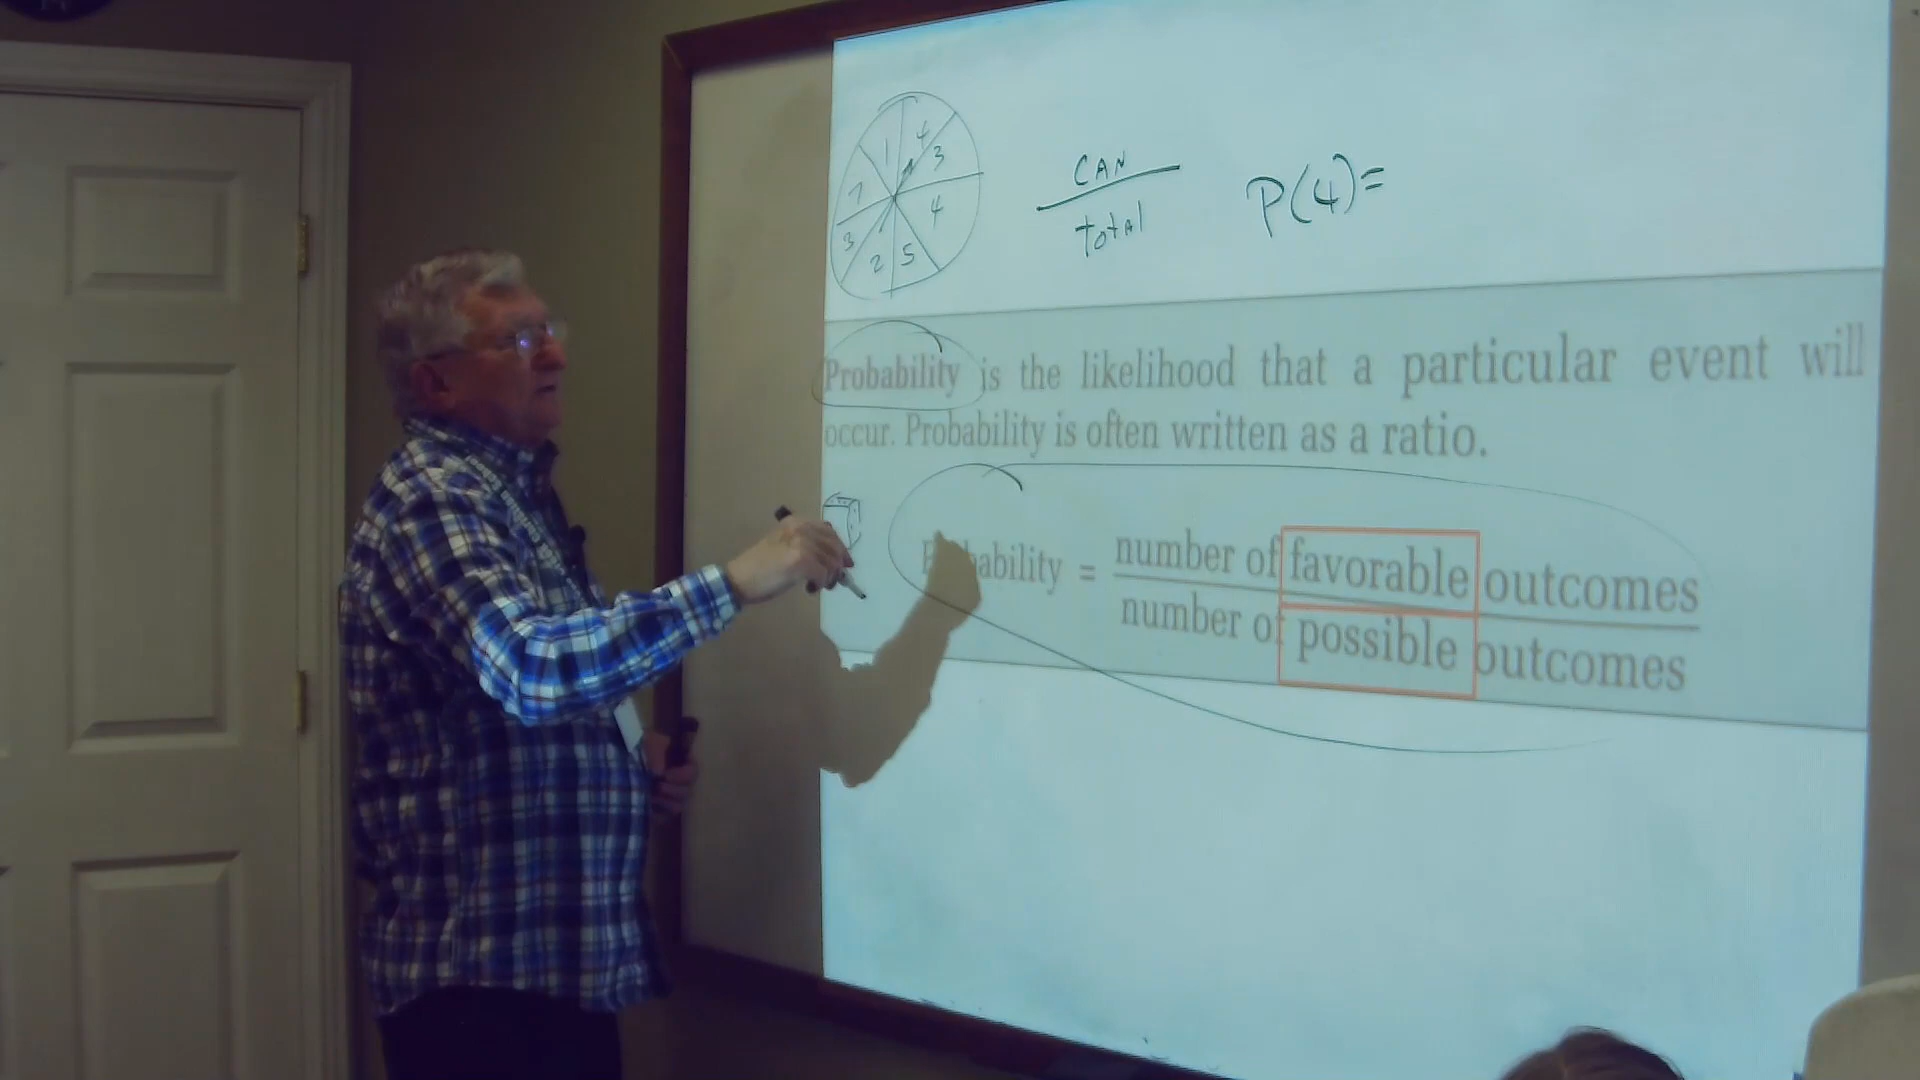 1 4
3
7
4
3
2 5
CAN
total
P(4)=
Probability is the likelihood that a particular event will
occur. Probability is often written as a ratio.
Probability = number of favorable outcomes
number of possible outcomes